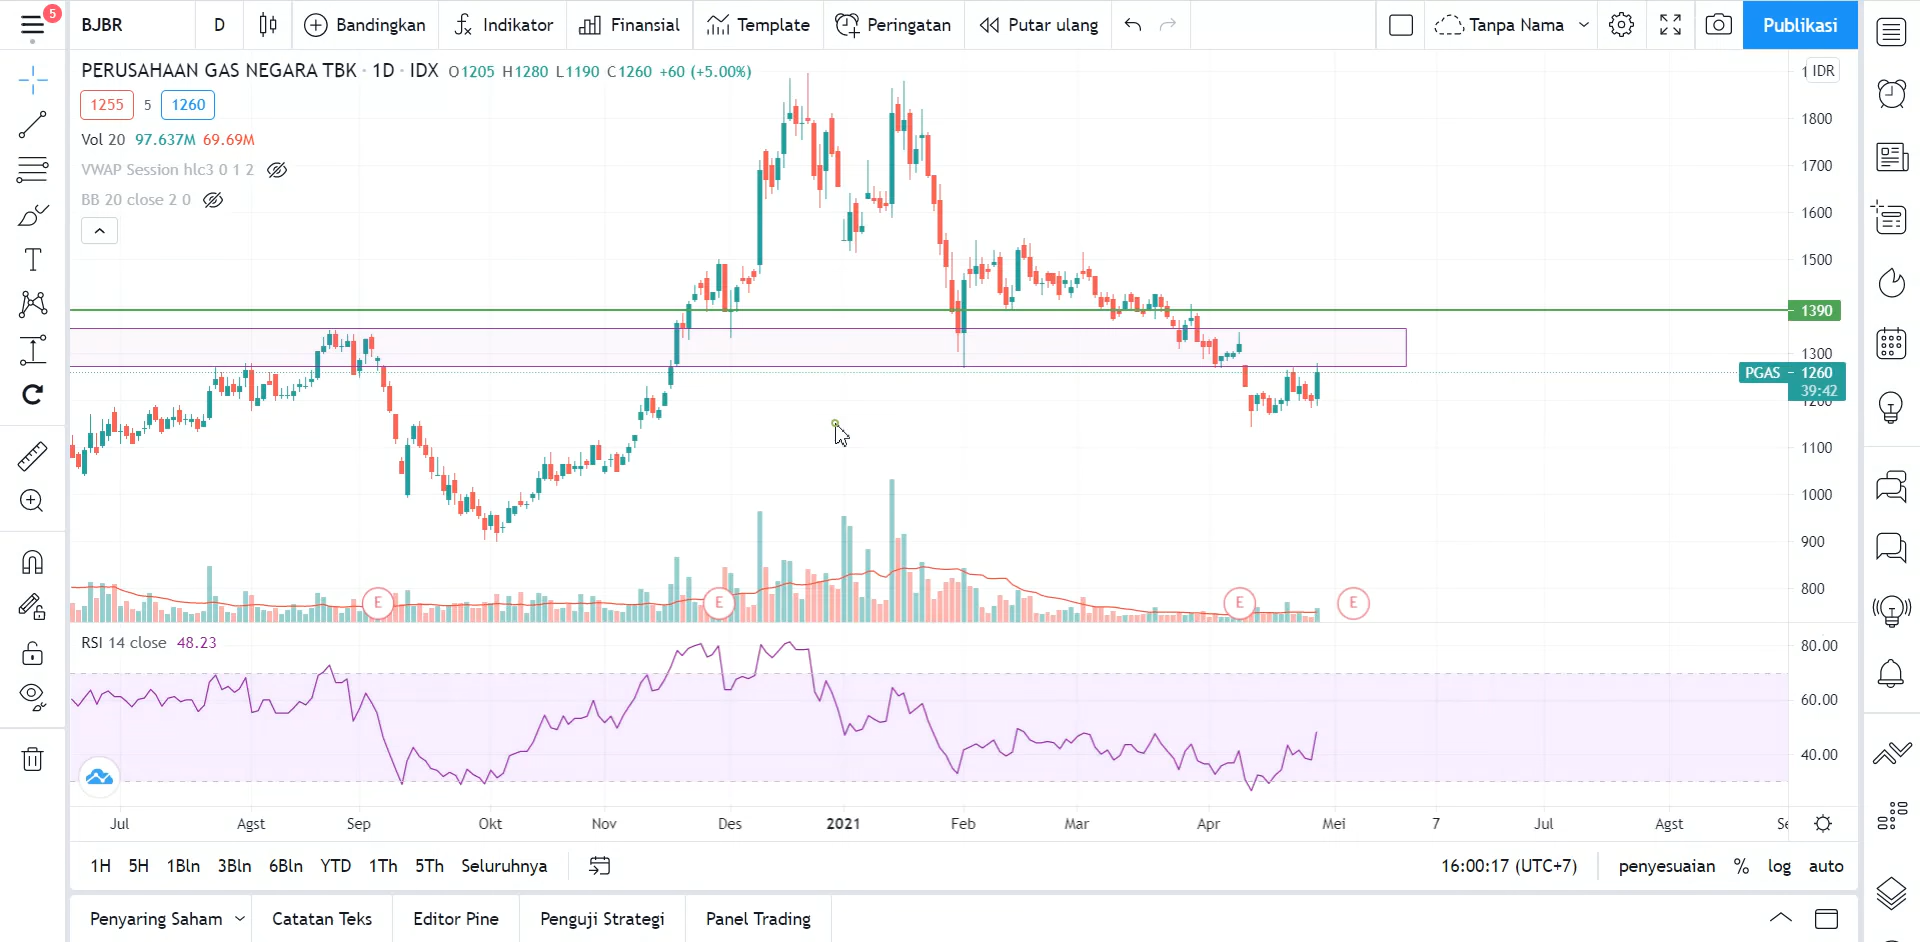 5
BJBR D Bandingkan Indikator Finansial Template Peringatan Putar ulang Tanpa Nama Publikasi
PERUSAHAAN GAS NEGARA TBK · 1D · IDX O1205 H1280 L1190 C1260 +60 (+5.00%)
IDR
1255 5 1260
Vol 20 97.637M 69.69M
VWAP Session hlc3 0 1 2
BB 20 close 2 0
1800
1700
1600
1500
1390
1300
PGAS 1260
39:42
1200
1100
1000
900
800
E E E E
RSI 14 close 48.23
80.00
60.00
40.00
Jul Agst Sep Okt Nov Des 2021 Feb Mar Apr Mei 7 Jul Agst
1H 5H 1Bln 3Bln 6Bln YTD 1Th 5Th Seluruhnya 16:00:17 (UTC+7) penyesuaian % log auto
Penyaring Saham Catatan Teks Editor Pine Penguji Strategi Panel Trading